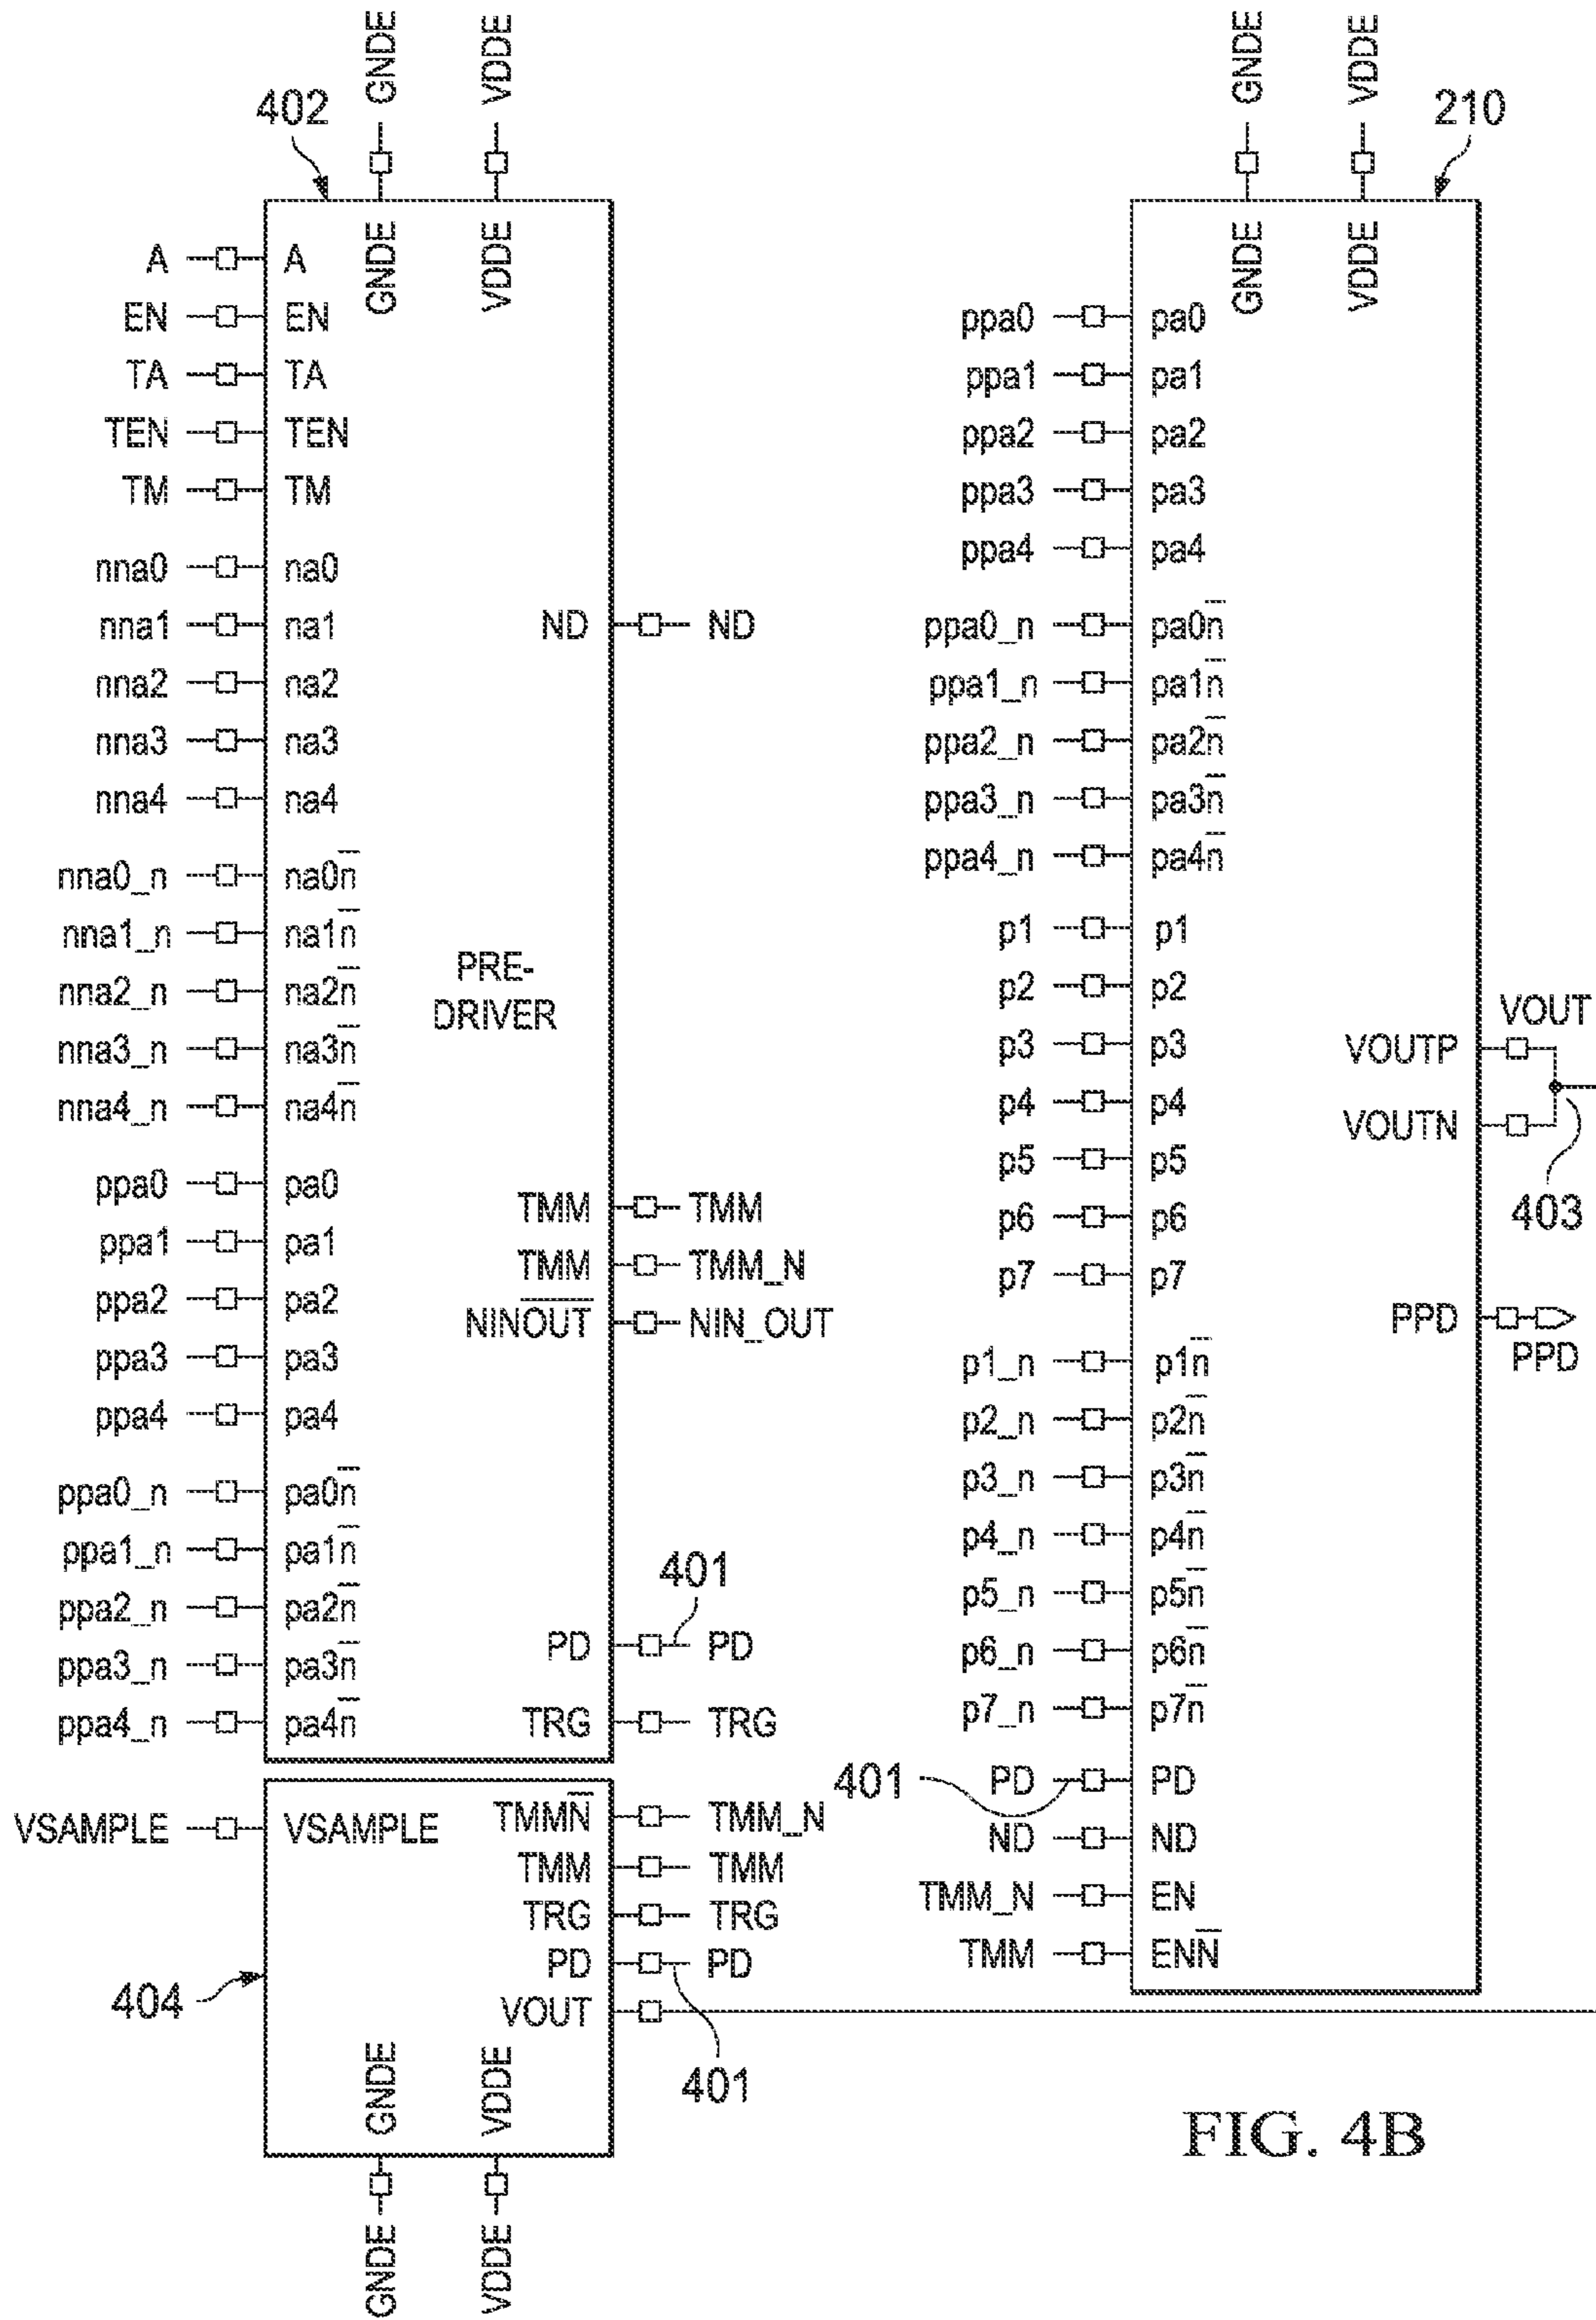 402
GNDE
VDDE
GNDE
VDDE
A A
EN EN
TA TA
TEN TEN
TM TM
nna0 na0
nna1 na1
ND ND
nna2 na2
nna3 na3
nna4 na4
nna0_n na0n̅
nna1_n na1n̅
nna2_n na2n̅
nna3_n na3n̅
nna4_n na4n̅
PRE-
DRIVER
ppa0 pa0
ppa1 pa1
ppa2 pa2
ppa3 pa3
ppa4 pa4
TMM TMM
TMM TMM_N
NINO̅U̅T̅ NIN_OUT
ppa0_n pa0n̅
ppa1_n pa1n̅
ppa2_n pa2n̅
ppa3_n pa3n̅
ppa4_n pa4n̅
401
PD PD
TRG TRG
VSAMPLE VSAMPLE
TMMN̅ TMM_N
TMM TMM
TRG TRG
PD PD
VOUT
401
404
GNDE
VDDE
GNDE
VDDE
210
GNDE
VDDE
GNDE
VDDE
ppa0 pa0
ppa1 pa1
ppa2 pa2
ppa3 pa3
ppa4 pa4
ppa0_n pa0n̅
ppa1_n pa1n̅
ppa2_n pa2n̅
ppa3_n pa3n̅
ppa4_n pa4n̅
p1 p1
p2 p2
p3 p3
p4 p4
p5 p5
p6 p6
p7 p7
VOUT
VOUTP
VOUTN
403
PPD
PPD
p1_n p1n̅
p2_n p2n̅
p3_n p3n̅
p4_n p4n̅
p5_n p5n̅
p6_n p6n̅
p7_n p7n̅
401 PD PD
ND ND
TMM_N EN
TMM ENN̅
FIG. 4B